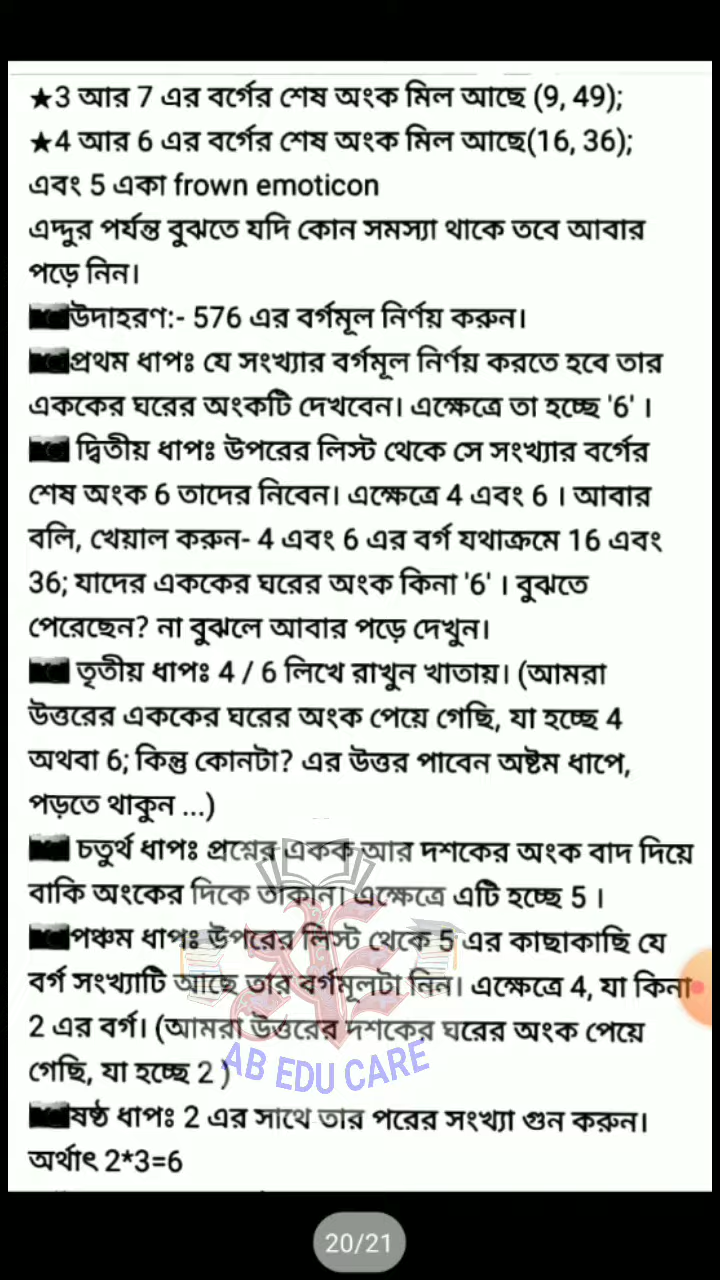 ★3 আর 7 এর বর্গের শেষ অংক মিল আছে (9, 49);
★4 আর 6 এর বর্গের শেষ অংক মিল আছে(16, 36);
এবং 5 একা frown emoticon
এদ্দুর পর্যন্ত বুঝতে যদি কোন সমস্যা থাকে তবে আবার
পড়ে নিন।
উদাহরণ:- 576 এর বর্গমূল নির্ণয় করুন।
প্রথম ধাপঃ যে সংখ্যার বর্গমূল নির্ণয় করতে হবে তার
এককের ঘরের অংকটি দেখবেন। এক্ষেত্রে তা হচ্ছে '6' ।
দ্বিতীয় ধাপঃ উপরের লিস্ট থেকে সে সংখ্যার বর্গের
শেষ অংক 6 তাদের নিবেন। এক্ষেত্রে 4 এবং 6 । আবার
বলি, খেয়াল করুন- 4 এবং 6 এর বর্গ যথাক্রমে 16 এবং
36; যাদের এককের ঘরের অংক কিনা '6' । বুঝতে
পেরেছেন? না বুঝলে আবার পড়ে দেখুন।
তৃতীয় ধাপঃ 4 / 6 লিখে রাখুন খাতায়। (আমরা
উত্তরের এককের ঘরের অংক পেয়ে গেছি, যা হচ্ছে 4
অথবা 6; কিন্তু কোনটা? এর উত্তর পাবেন অষ্টম ধাপে,
পড়তে থাকুন ...)
চতুর্থ ধাপঃ প্রশ্নের একক আর দশকের অংক বাদ দিয়ে
বাকি অংকের দিকে তাকান। এক্ষেত্রে এটি হচ্ছে 5 ।
পঞ্চম ধাপঃ উপরের লিস্ট থেকে 5 এর কাছাকাছি যে
বর্গ সংখ্যাটি আছে তার বর্গমূলটা নিন। এক্ষেত্রে 4, যা কিনা
2 এর বর্গ। (আমরা উত্তরের দশকের ঘরের অংক পেয়ে
গেছি, যা হচ্ছে 2 )
AB EDU CARE
ষষ্ঠ ধাপঃ 2 এর সাথে তার পরের সংখ্যা গুন করুন।
অর্থাৎ 2*3=6
20/21